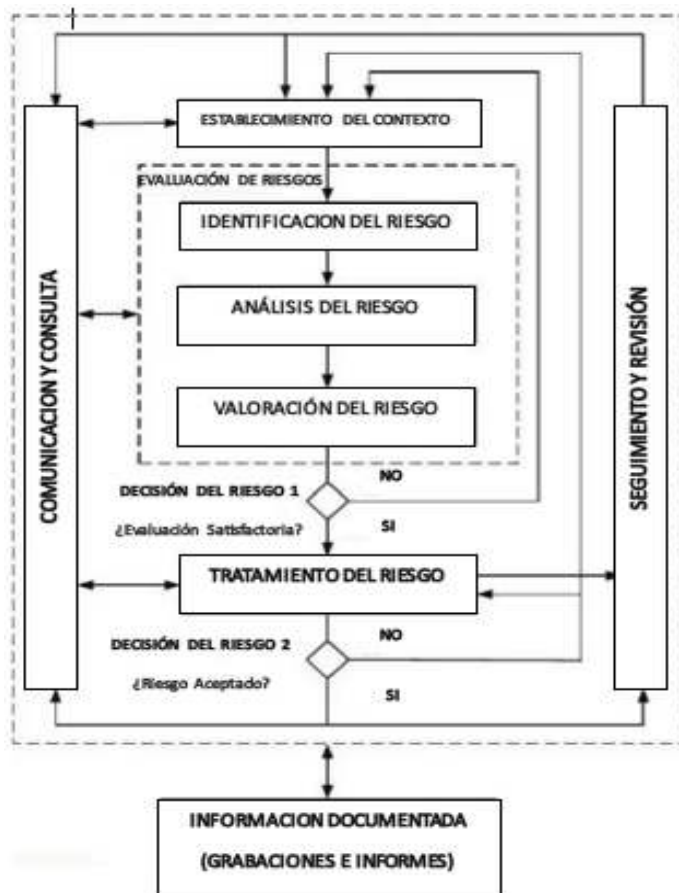 ESTABLECIMIENTO DEL CONTEXTO
EVALUACIÓN DE RIESGOS
IDENTIFICACION DEL RIESGO
ANÁLISIS DEL RIESGO
VALORACIÓN DEL RIESGO
COMUNICACION Y CONSULTA
SEGUIMIENTO Y REVISIÓN
NO
DECISIÓN DEL RIESGO 1
¿Evaluación Satisfactoria?
SI
TRATAMIENTO DEL RIESGO
NO
DECISIÓN DEL RIESGO 2
¿Riesgo Aceptado?
SI
INFORMACION DOCUMENTADA
(GRABACIONES E INFORMES)